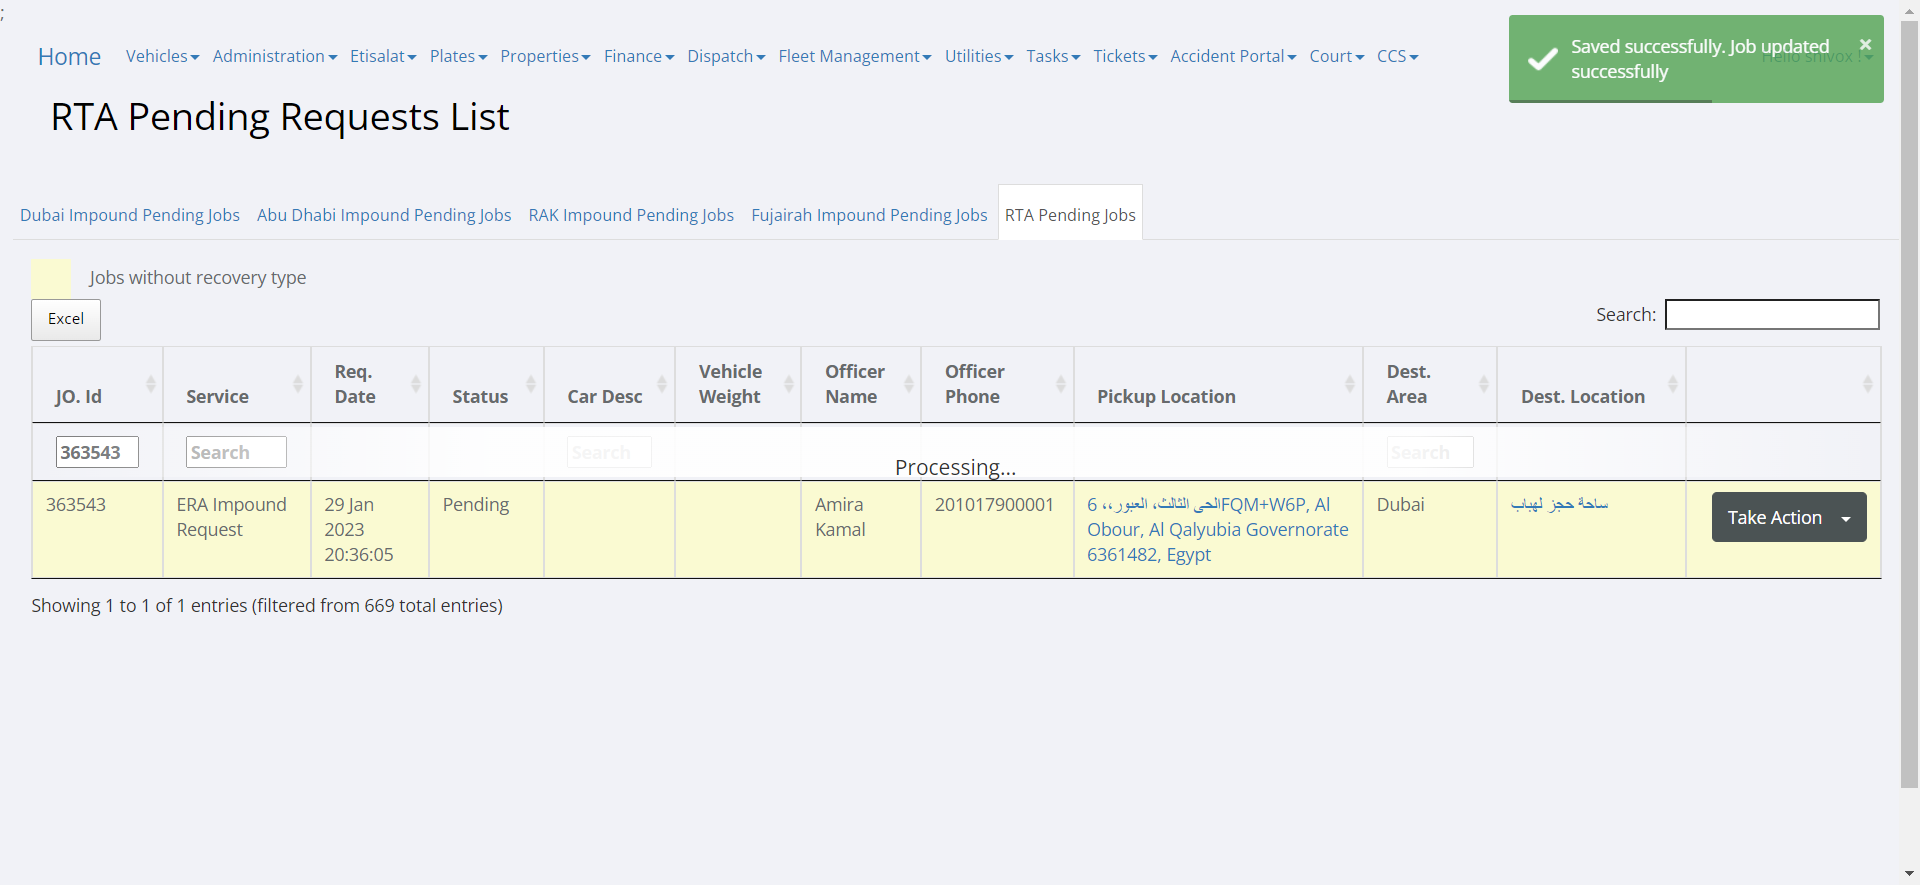 ;
Home Vehicles Administration Etisalat Plates Properties Finance Dispatch Fleet Management Utilities Tasks Tickets Accident Portal Court CCS Hello shivox !
Saved successfully. Job updated
successfully
×
RTA Pending Requests List
Dubai Impound Pending Jobs Abu Dhabi Impound Pending Jobs RAK Impound Pending Jobs Fujairah Impound Pending Jobs RTA Pending Jobs
Jobs without recovery type
Excel
Search:
JO. Id
Service
Req.
Date
Status
Car Desc
Vehicle
Weight
Officer
Name
Officer
Phone
Pickup Location
Dest.
Area
Dest. Location
363543
Search
Search
Search
Processing...
363543
ERA Impound
Request
29 Jan
2023
20:36:05
Pending
Amira
Kamal
201017900001
6 الحى الثالث، العبور،،FQM+W6P, Al
Obour, Al Qalyubia Governorate
6361482, Egypt
Dubai
ساحة حجز لهباب
Take Action
Showing 1 to 1 of 1 entries (filtered from 669 total entries)